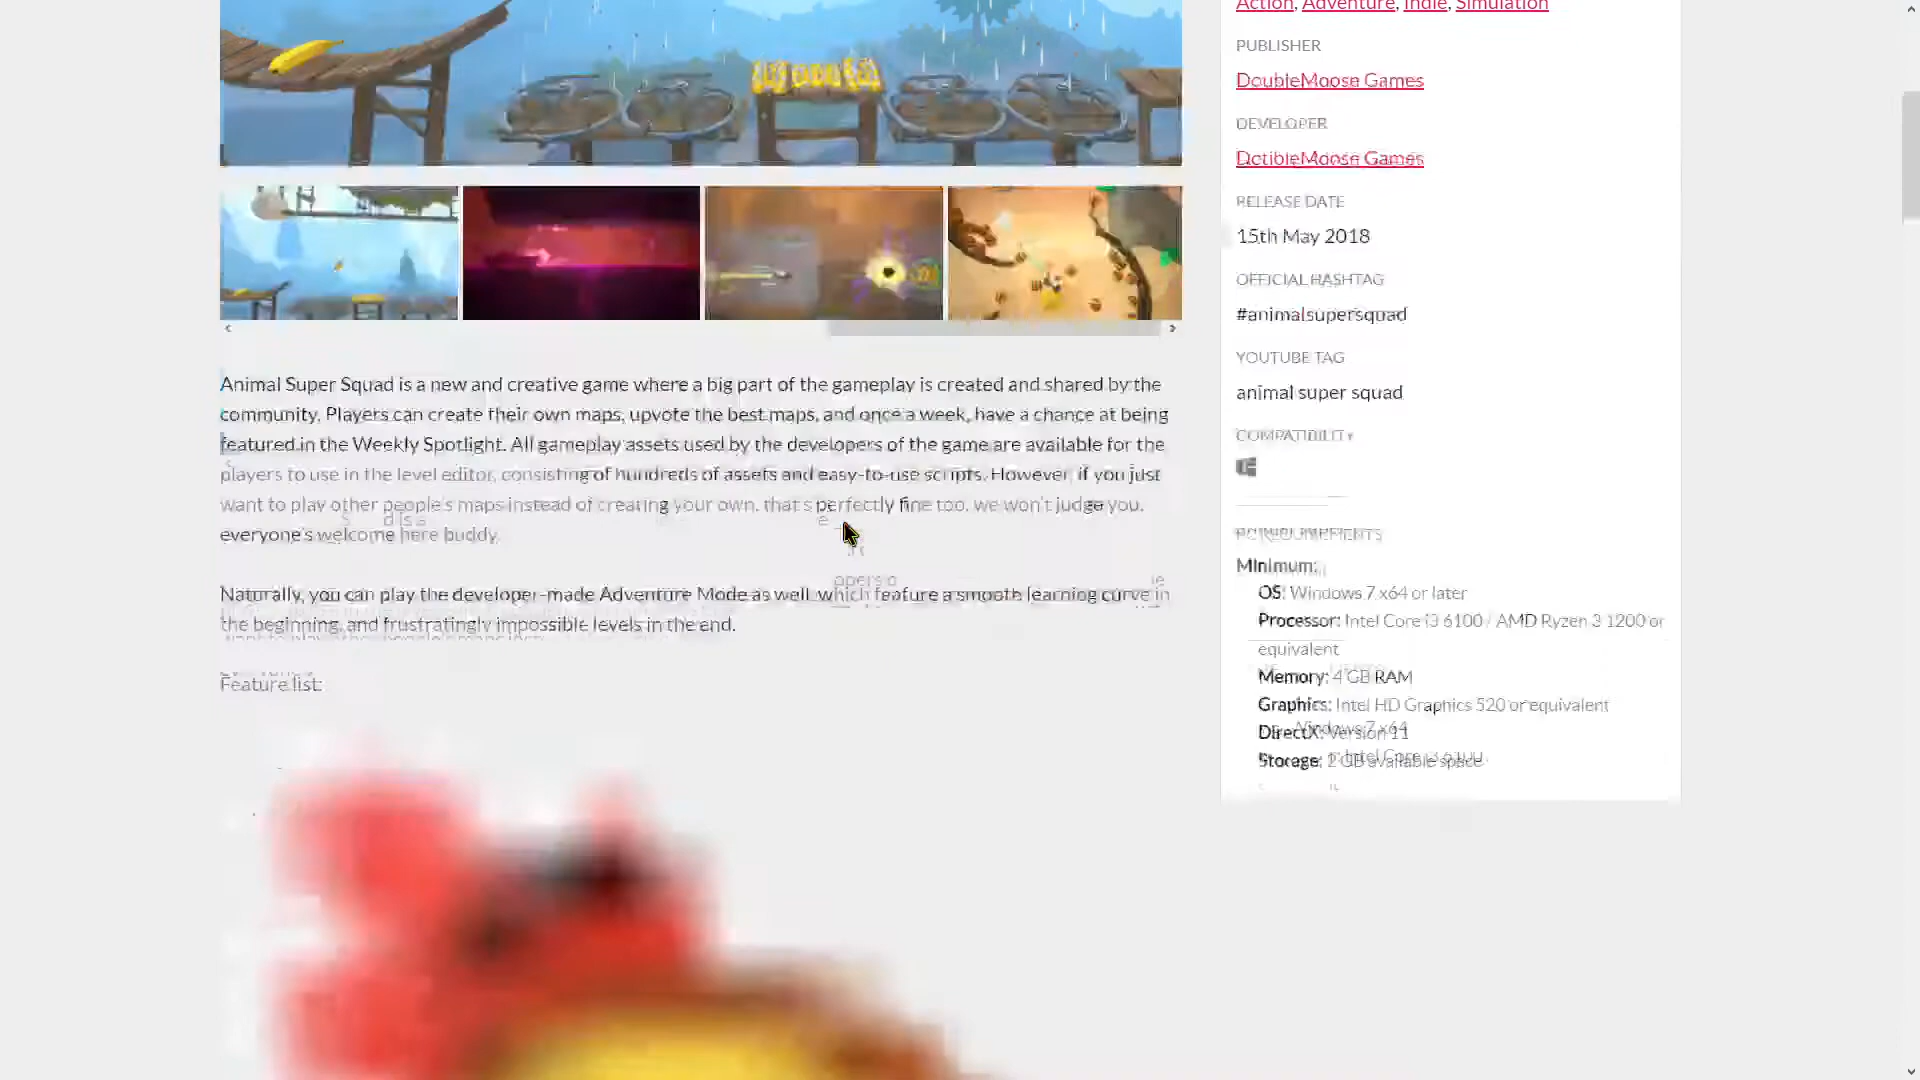 Action, Adventure, Indie, Simulation
PUBLISHER
DoubleMoose Games
DEVELOPER
DoubleMoose Games
RELEASE DATE
15th May 2018
OFFICIAL HASHTAG
#animalsupersquad
YOUTUBE TAG
animal super squad
COMPATIBILITY
PC REQUIREMENTS
Minimum:
OS: Windows 7 x64 or later
Processor: Intel Core i3 6100 / AMD Ryzen 3 1200 or
equivalent
Memory: 4 GB RAM
Graphics: Intel HD Graphics 520 or equivalent
DirectX: Version 11
Storage: 2 GB available space
Animal Super Squad is a new and creative game where a big part of the gameplay is created and shared by the
community. Players can create their own maps, upvote the best maps, and once a week, have a chance at being
featured in the Weekly Spotlight. All gameplay assets used by the developers of the game are available for the
players to use in the level editor, consisting of hundreds of assets and easy-to-use scripts. However if you just
want to play other people's maps instead of creating your own, that's perfectly fine too, we won't judge you,
everyone's welcome here buddy.
Naturally, you can play the developer-made Adventure Mode as well which feature a smooth learning curve in
the beginning, and frustratingly impossible levels in the end.
Feature list: